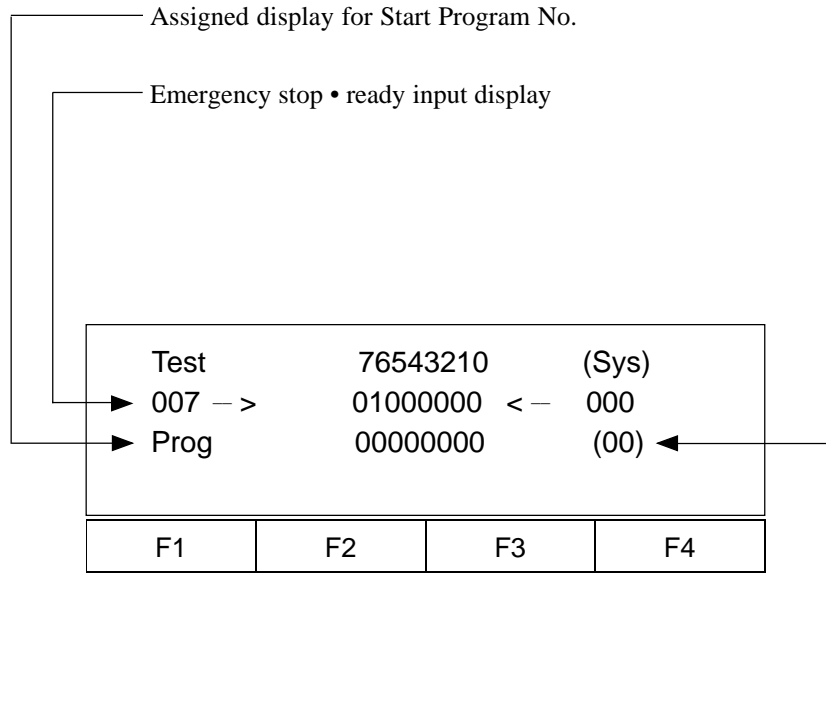 Assigned display for Start Program No.
Emergency stop • ready input display
Test 76543210 (Sys)
007 — > 01000000 < — 000
Prog 00000000 (00)
F1 F2 F3 F4